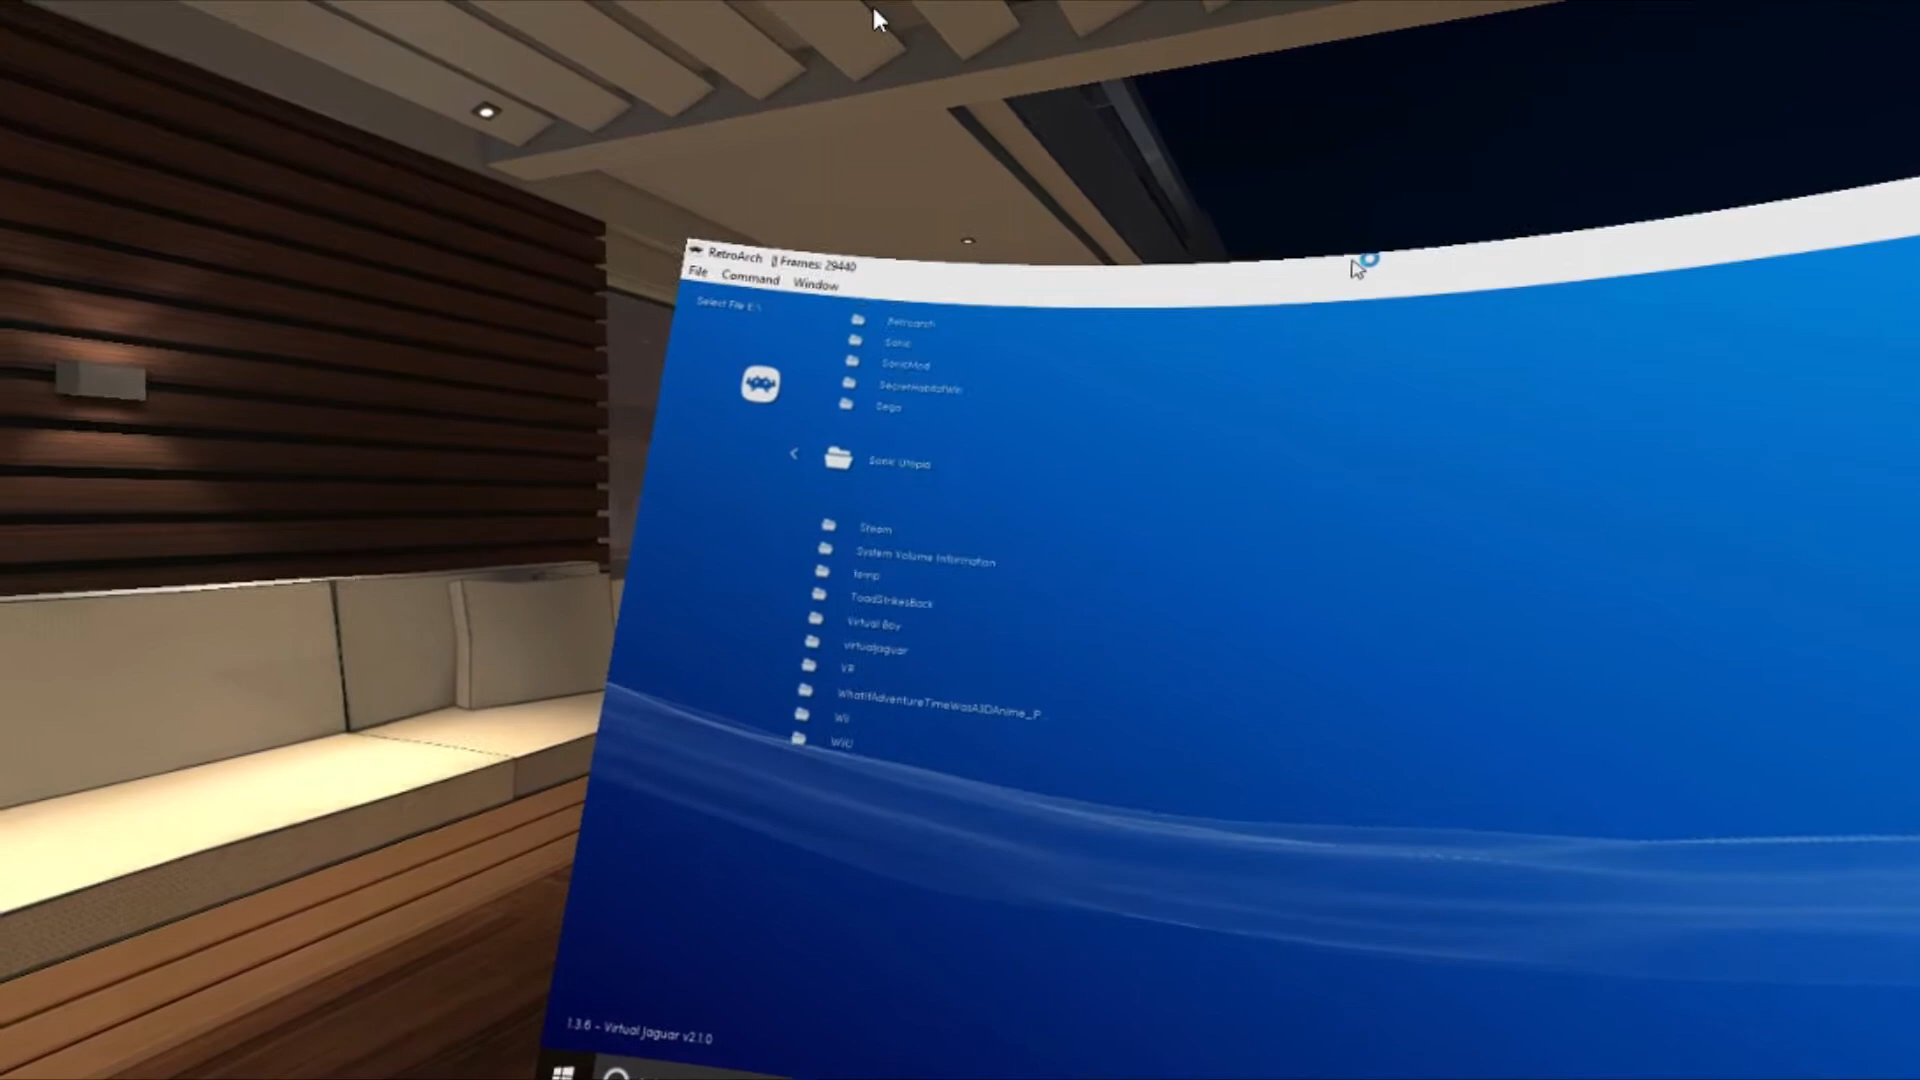 RetroArch || Frames: 29440
File Command Window
Select File E:\
Retroarch
Sonic
SonicMod
Sega
Sonic Utopia
Steam
System Volume Information
temp
ToadStrikesBack
Virtual Boy
virtualjaguar
VR
WhatIfAdventureTimeWasA3DAnime_P
Wii
WiiU
1.3.6 - Virtual Jaguar v2.1.0